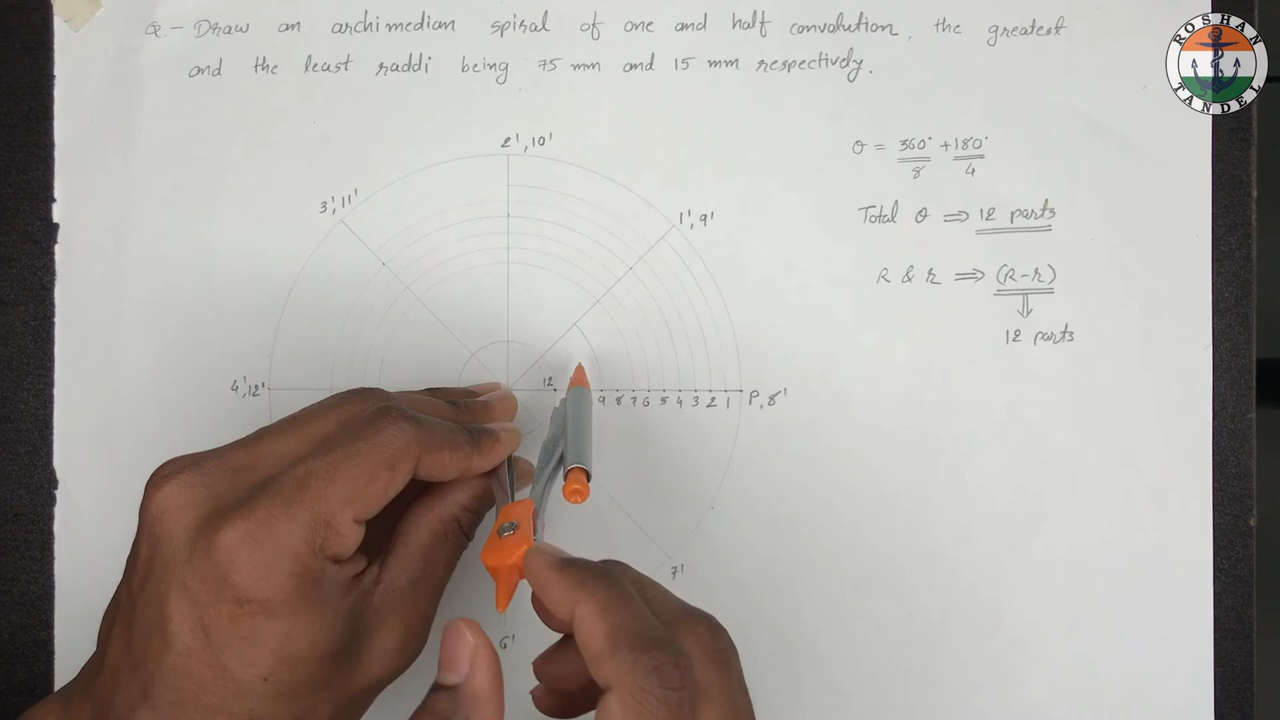 Q - Draw an archimedian spiral of one and half convolution, the greatest
and the least raddi being 75 mm and 15 mm respectively.
ROSHAN
TANDEL
θ = 360°/8 + 180°/4
Total θ ⇒ 12 parts
R & r ⇒ (R-r)
⇓
12 parts
2', 10'
3', 11'
1', 9'
4', 12'
12
9 8 7 6 5 4 3 2 1 P, 8'
7'
6'